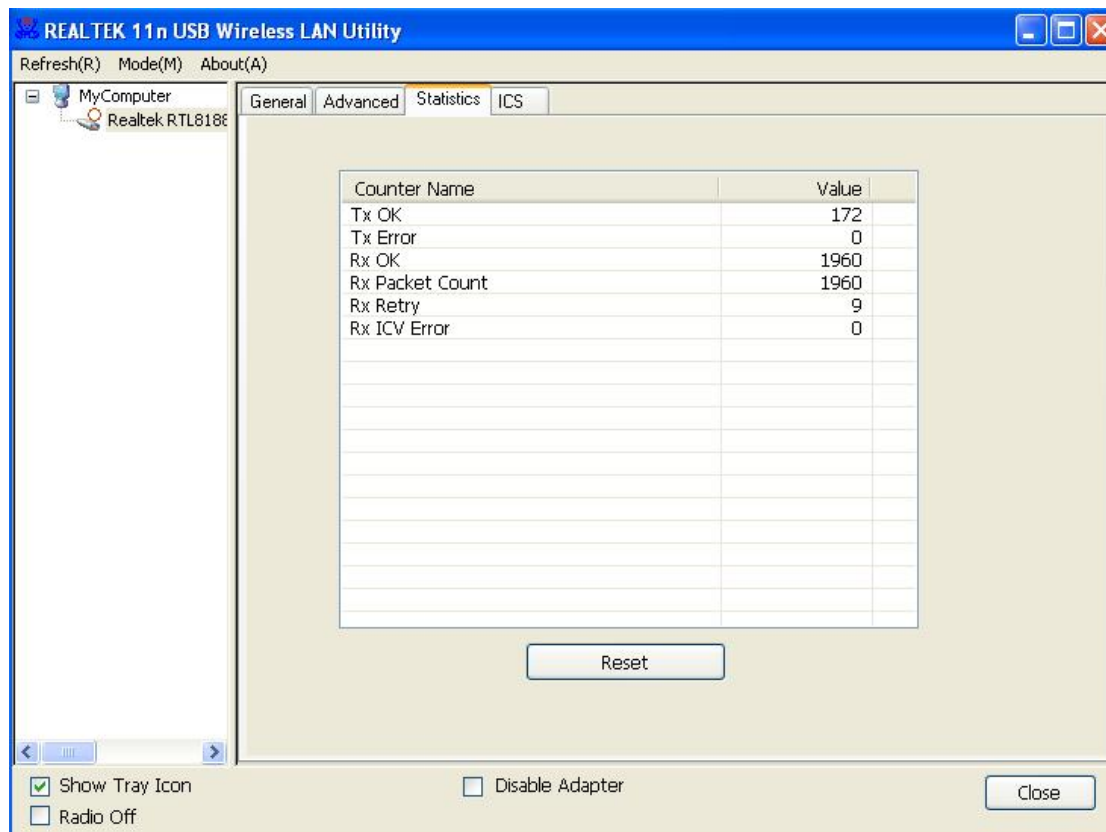 REALTEK 11n USB Wireless LAN Utility
Refresh(R) Mode(M) About(A)
MyComputer
Realtek RTL8188
General Advanced Statistics ICS
Counter Name Value
Tx OK 172
Tx Error 0
Rx OK 1960
Rx Packet Count 1960
Rx Retry 9
Rx ICV Error 0
Reset
Show Tray Icon Disable Adapter Close
Radio Off